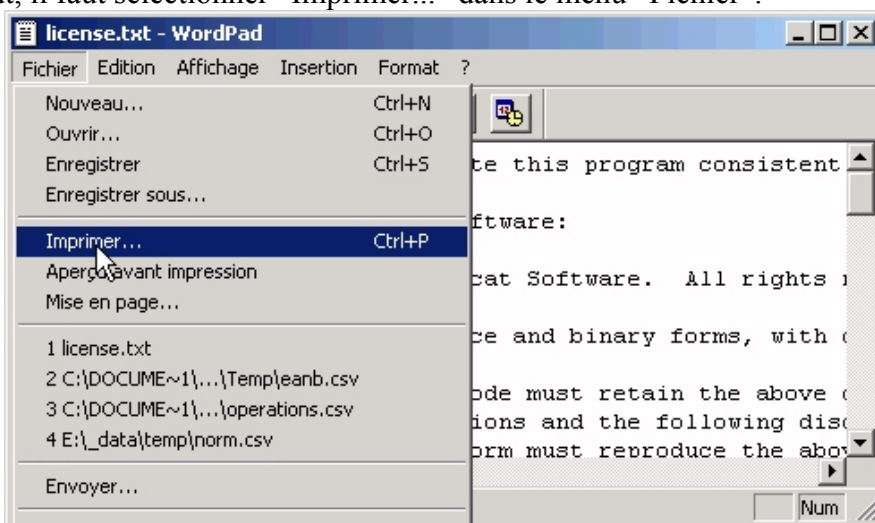 il faut sélectionner "Imprimer..." dans le menu "Fichier".
license.txt - WordPad
Fichier Edition Affichage Insertion Format ?
Nouveau... Ctrl+N
Ouvrir... Ctrl+O
Enregistrer Ctrl+S
Enregistrer sous...
Imprimer... Ctrl+P
Aperçu avant impression
Mise en page...
1 license.txt
2 C:\DOCUME~1\...\Temp\eanb.csv
3 C:\DOCUME~1\...\operations.csv
4 E:\_data\temp\norm.csv
Envoyer...
te this program consistent
ftware:
cat Software. All rights
ce and binary forms, with
ode must retain the above
ions and the following
orm must reproduce the
Num